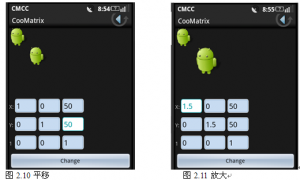 CMCC 8:54
CooMatrix
X: 1 0 50
Y: 0 1 50
1: 0 0 1
Change
图 2.10 平移
CMCC 8:55
CooMatrix
X: 1.5 0 50
Y: 0 1.5 50
1: 0 0 1
Change
图 2.11 放大